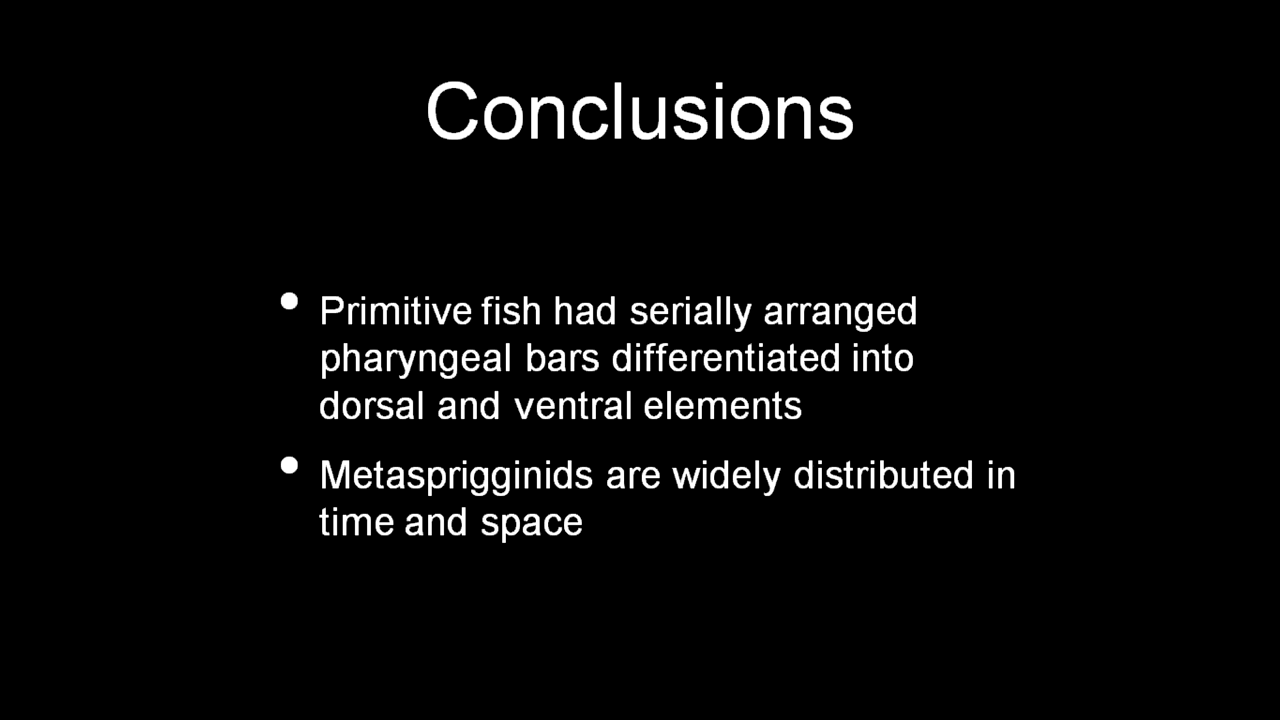 Conclusions
• Primitive fish had serially arranged
pharyngeal bars differentiated into
dorsal and ventral elements
• Metasprigginids are widely distributed in
time and space